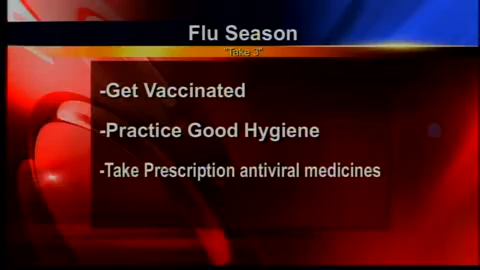 Flu Season
"Take 3"
-Get Vaccinated
-Practice Good Hygiene
-Take Prescription antiviral medicines